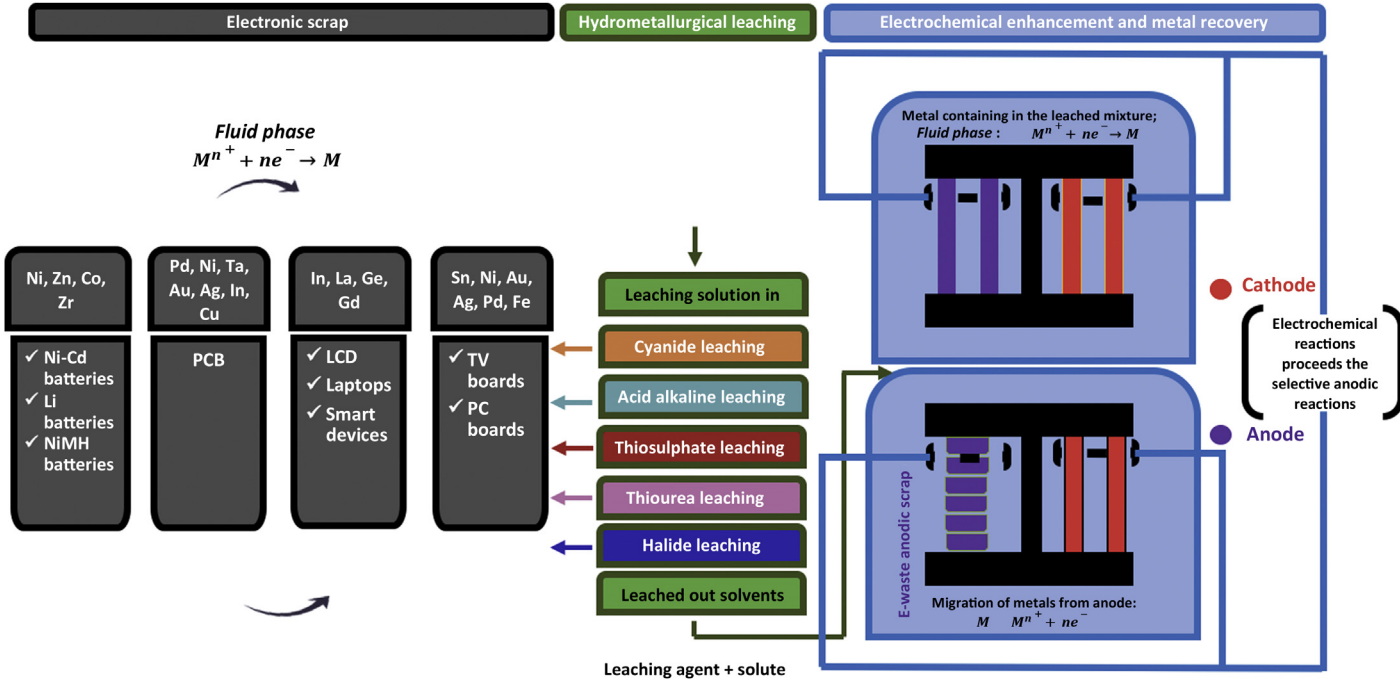 Electronic scrap
Hydrometallurgical leaching
Electrochemical enhancement and metal recovery
Fluid phase
Mⁿ⁺ + ne⁻ → M
Ni, Zn, Co,
Zr
Pd, Ni, Ta,
Au, Ag, In,
Cu
In, La, Ge,
Gd
Sn, Ni, Au,
Ag, Pd, Fe
✓ Ni-Cd
batteries
✓ Li
batteries
✓ NiMH
batteries
PCB
✓ LCD
✓ Laptops
✓ Smart
devices
✓ TV
boards
✓ PC
boards
Leaching solution in
Cyanide leaching
Acid alkaline leaching
Thiosulphate leaching
Thiourea leaching
Halide leaching
Leached out solvents
Leaching agent + solute
Metal containing in the leached mixture;
Fluid phase : Mⁿ⁺ + ne⁻ → M
Cathode
Electrochemical
reactions
proceeds the
selective anodic
reactions
Anode
E-waste anodic scrap
Migration of metals from anode:
M Mⁿ⁺ + ne⁻